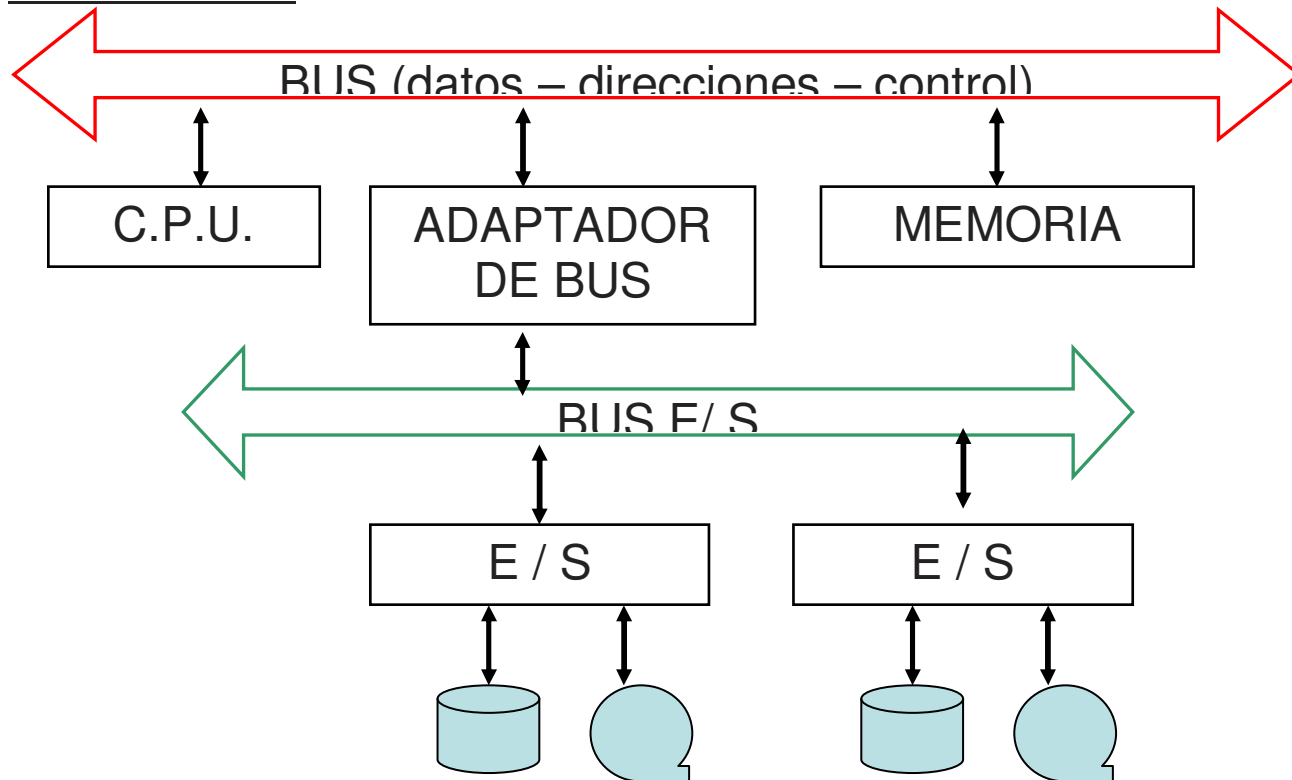 BUS (datos – direcciones – control)
C.P.U.
ADAPTADOR
DE BUS
MEMORIA
BUS E/ S
E / S
E / S